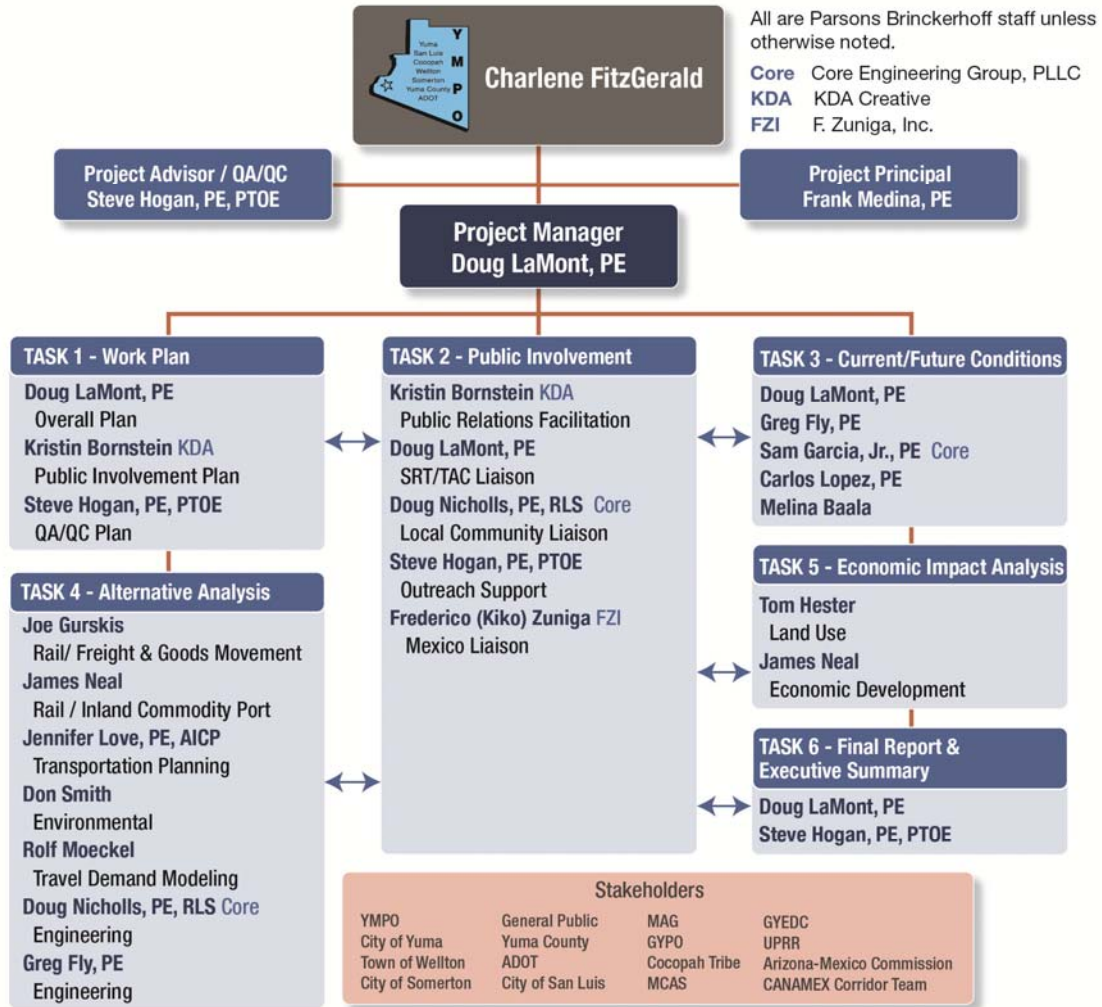 Yuma
San Luis
Cocopah
Wellton
Somerton
Yuma County
ADOT
Y
M
P
O
Charlene FitzGerald
All are Parsons Brinckerhoff staff unless
otherwise noted.
Core Core Engineering Group, PLLC
KDA KDA Creative
FZI F. Zuniga, Inc.
Project Advisor / QA/QC
Steve Hogan, PE, PTOE
Project Principal
Frank Medina, PE
Project Manager
Doug LaMont, PE
TASK 1 - Work Plan
Doug LaMont, PE
Overall Plan
Kristin Bornstein KDA
Public Involvement Plan
Steve Hogan, PE, PTOE
QA/QC Plan
TASK 2 - Public Involvement
Kristin Bornstein KDA
Public Relations Facilitation
Doug LaMont, PE
SRT/TAC Liaison
Doug Nicholls, PE, RLS Core
Local Community Liaison
Steve Hogan, PE, PTOE
Outreach Support
Frederico (Kiko) Zuniga FZI
Mexico Liaison
TASK 3 - Current/Future Conditions
Doug LaMont, PE
Greg Fly, PE
Sam Garcia, Jr., PE Core
Carlos Lopez, PE
Melina Baala
TASK 4 - Alternative Analysis
Joe Gurskis
Rail/ Freight & Goods Movement
James Neal
Rail / Inland Commodity Port
Jennifer Love, PE, AICP
Transportation Planning
Don Smith
Environmental
Rolf Moeckel
Travel Demand Modeling
Doug Nicholls, PE, RLS Core
Engineering
Greg Fly, PE
Engineering
TASK 5 - Economic Impact Analysis
Tom Hester
Land Use
James Neal
Economic Development
TASK 6 - Final Report &
Executive Summary
Doug LaMont, PE
Steve Hogan, PE, PTOE
Stakeholders
YMPO
City of Yuma
Town of Wellton
City of Somerton
General Public
Yuma County
ADOT
City of San Luis
MAG
GYPO
Cocopah Tribe
MCAS
GYEDC
UPRR
Arizona-Mexico Commission
CANAMEX Corridor Team